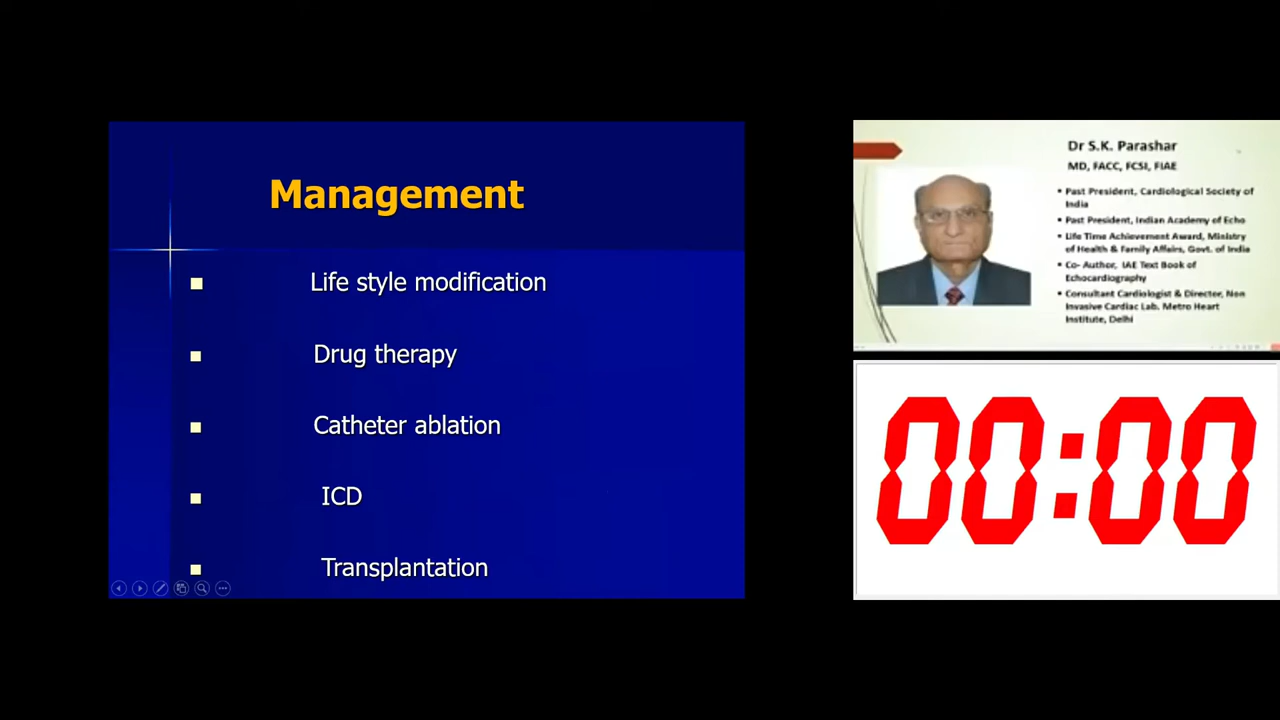 Management
Life style modification
Drug therapy
Catheter ablation
ICD
Transplantation
Dr S.K. Parashar
MD, FACC, FCSI, FIAE
Past President, Cardiological Society of
India
Past President, Indian Academy of Echo
Life Time Achievement Award, Ministry
of Health & Family Affairs, Govt. of India
Co- Author, IAE Text Book of
Echocardiography
Consultant Cardiologist & Director, Non
Invasive Cardiac Lab. Metro Heart
Institute, Delhi
00:00